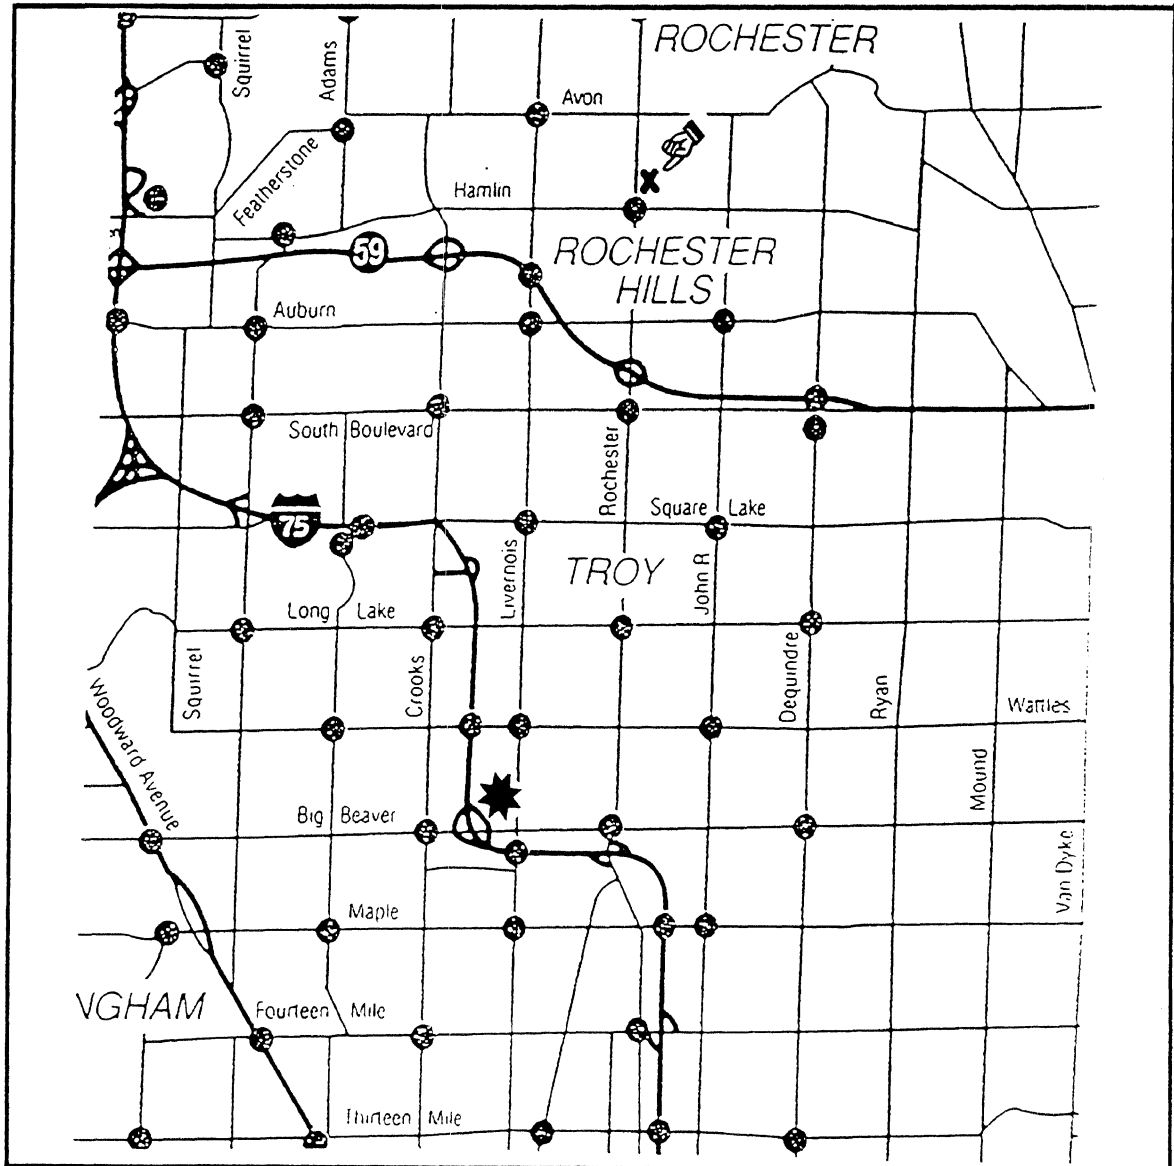 ROCHESTER
Squirrel
Adams
Avon
Featherstone
Hamlin
X
59
ROCHESTER
HILLS
Auburn
South Boulevard
Rochester
Square Lake
75
TROY
Livernois
John R
Long Lake
Squirrel
Crooks
Dequindre
Ryan
Wattles
Woodward Avenue
Mound
Big Beaver
Van Dyke
Maple
NGHAM
Fourteen Mile
Thirteen Mile